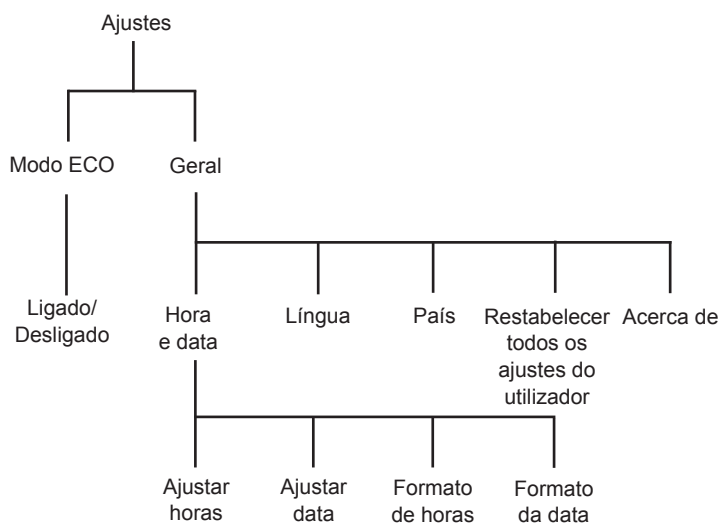 Ajustes
Modo ECO
Geral
Ligado/
Desligado
Hora
e data
Língua
País
Restabelecer
todos os
ajustes do
utilizador
Acerca de
Ajustar
horas
Ajustar
data
Formato
de horas
Formato
da data